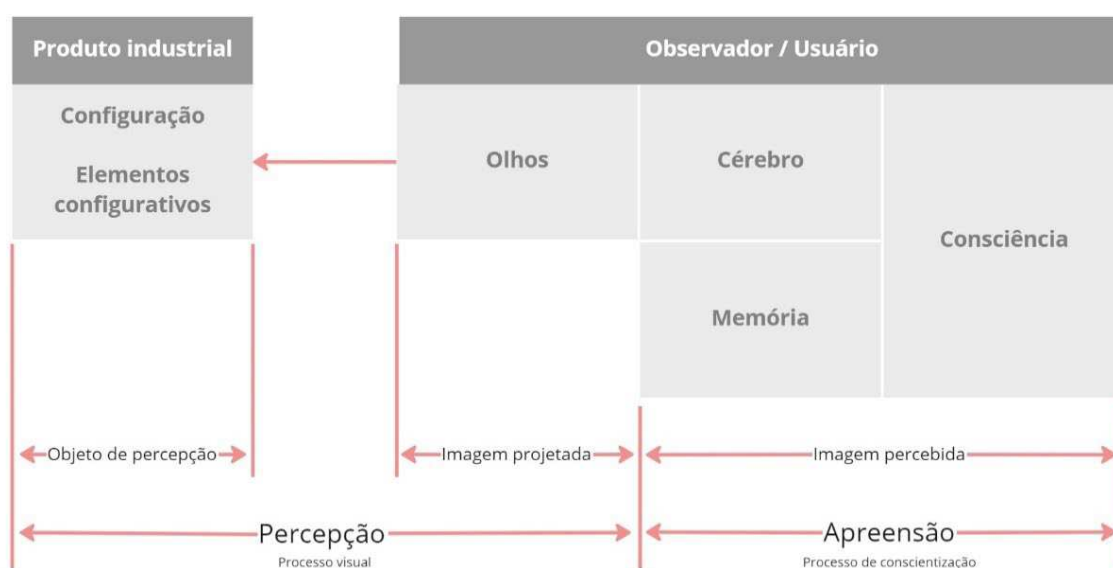 Produto industrial
Observador / Usuário
Configuração
Elementos
configurativos
Olhos
Cérebro
Consciência
Memória
Objeto de percepção
Imagem projetada
Imagem percebida
Percepção
Processo visual
Apreensão
Processo de conscientização